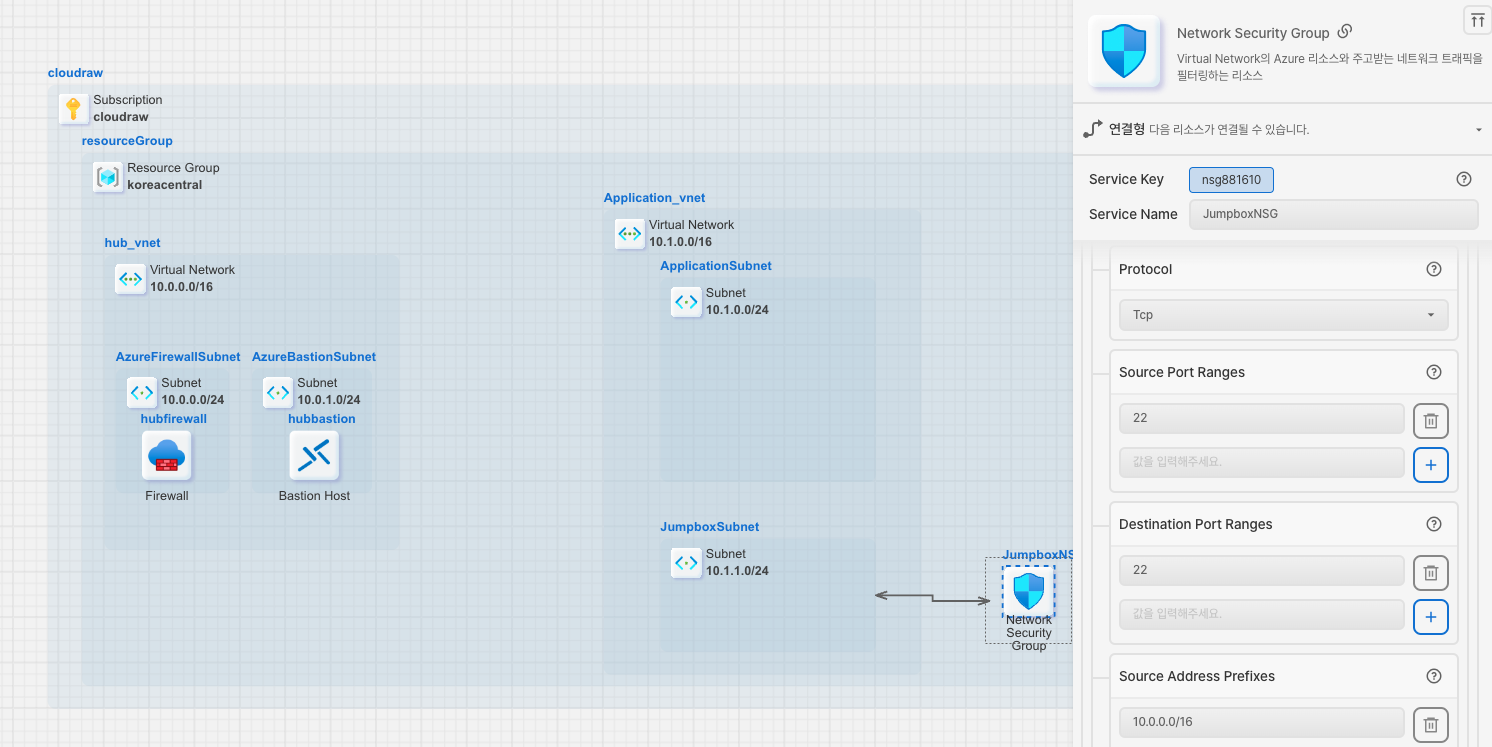 cloudraw
Subscription
cloudraw
resourceGroup
Resource Group
koreacentral
hub_vnet
Virtual Network
10.0.0.0/16
AzureFirewallSubnet
Subnet
10.0.0.0/24
hubfirewall
Firewall
AzureBastionSubnet
Subnet
10.0.1.0/24
hubbastion
Bastion Host
Application_vnet
Virtual Network
10.1.0.0/16
ApplicationSubnet
Subnet
10.1.0.0/24
JumpboxSubnet
Subnet
10.1.1.0/24
JumpboxNS
Network
Security
Group
Network Security Group
Virtual Network의 Azure 리소스와 주고받는 네트워크 트래픽을
필터링하는 리소스
연결형 다음 리소스가 연결될 수 있습니다.
Service Key nsg881610
Service Name JumpboxNSG
Protocol
Tcp
Source Port Ranges
22
값을 입력해주세요.
Destination Port Ranges
22
값을 입력해주세요.
Source Address Prefixes
10.0.0.0/16